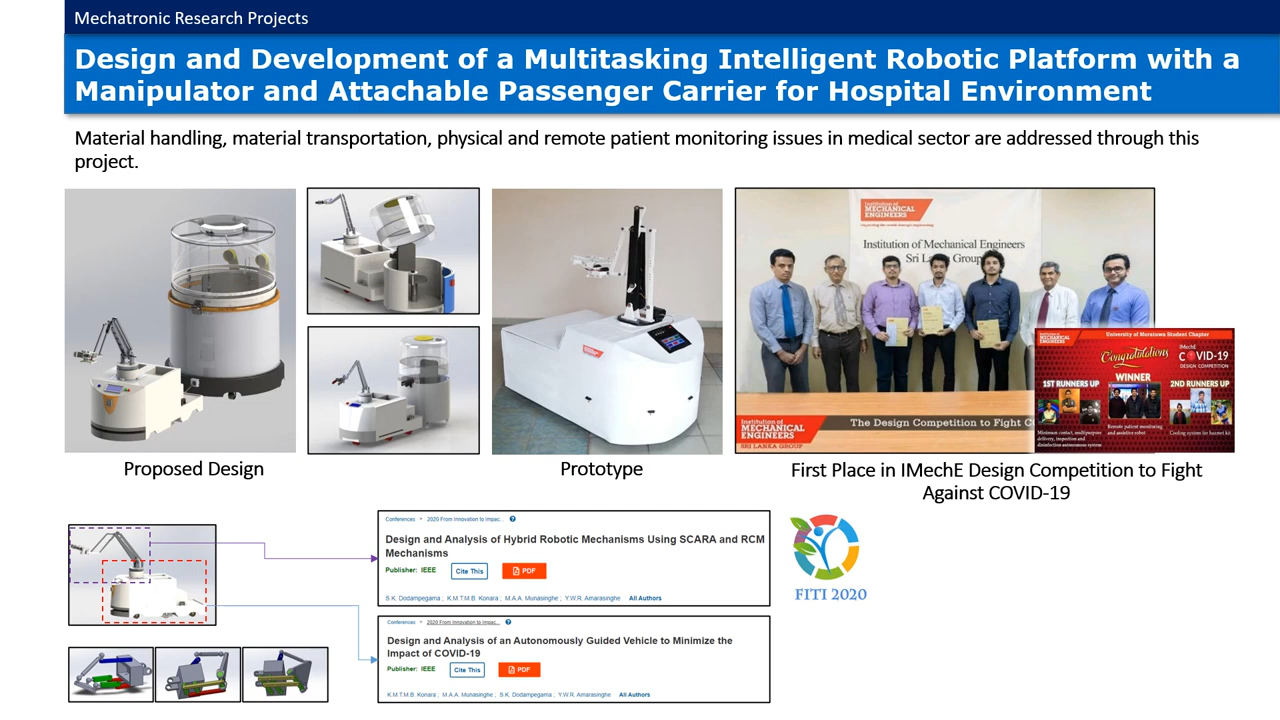 Mechatronic Research Projects
Design and Development of a Multitasking Intelligent Robotic Platform with a
Manipulator and Attachable Passenger Carrier for Hospital Environment
Material handling, material transportation, physical and remote patient monitoring issues in medical sector are addressed through this
project.
Institution of
MECHANICAL
ENGINEERS
Institution of Mechanical Engineers
Sri Lanka Group
Institution of
MECHANICAL
ENGINEERS
SRI LANKA GROUP
The Design Competition to Fight C
University of Moratuwa Student Chapter
Congratulations
IMechE
COVID-19
DESIGN COMPETITION
1ST RUNNERS UP
WINNER
2ND RUNNERS UP
Minimum contact, multipurpose
delivery, inspection and
disinfection autonomous system
Remote patient monitoring
and assistive robot
Proposed Design
Prototype
First Place in IMechE Design Competition to Fight
Against COVID-19
Conferences > 2020 From Innovation to Impac...
Design and Analysis of Hybrid Robotic Mechanisms Using SCARA and RCM
Mechanisms
Publisher: IEEE
Cite This
PDF
S.K. Dodampegama ; K.M.T.M.B. Konara ; M.A.A. Munasinghe ; Y.W.R. Amarasinghe All Authors
FITI 2020
Conferences > 2020 From Innovation to Impac...
Design and Analysis of an Autonomously Guided Vehicle to Minimize the
Impact of COVID-19
Publisher: IEEE
Cite This
PDF
K.M.T.M.B. Konara ; M.A.A. Munasinghe ; S.K. Dodampegama ; Y.W.R. Amarasinghe All Authors